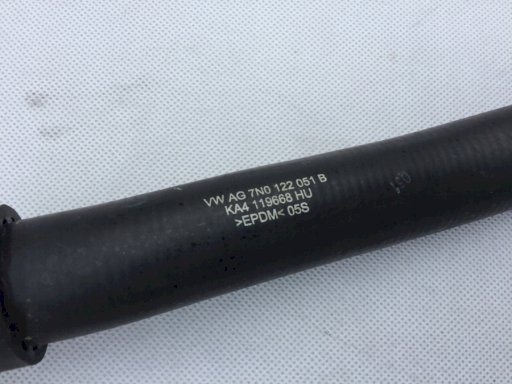 VW AG 7N0 122 051 B
KA4 119668 HU
>EPDM< 05S